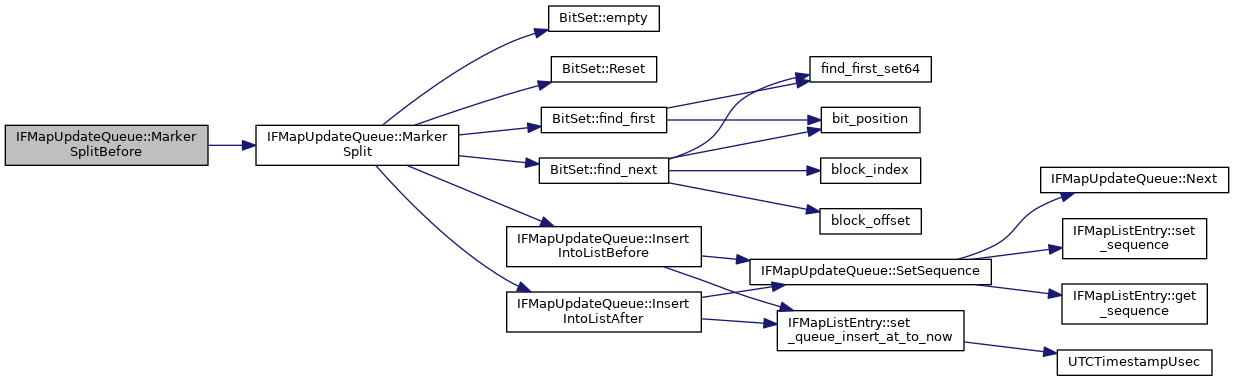 IFMapUpdateQueue::Marker
SplitBefore
IFMapUpdateQueue::Marker
Split
BitSet::empty
BitSet::Reset
BitSet::find_first
BitSet::find_next
IFMapUpdateQueue::Insert
IntoListBefore
IFMapUpdateQueue::Insert
IntoListAfter
find_first_set64
bit_position
block_index
block_offset
IFMapUpdateQueue::SetSequence
IFMapListEntry::set
_queue_insert_at_to_now
IFMapUpdateQueue::Next
IFMapListEntry::set
_sequence
IFMapListEntry::get
_sequence
UTCTimestampUsec